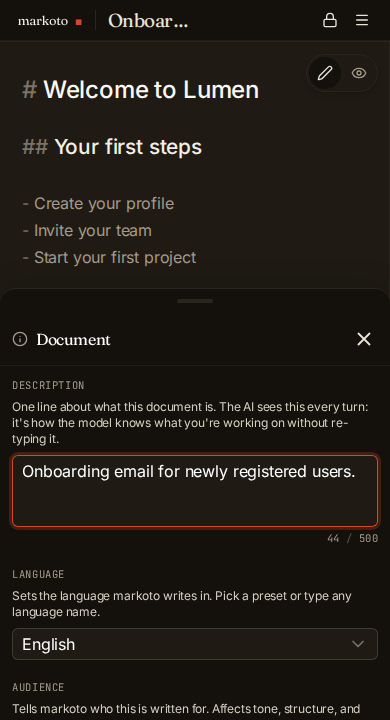 markoto
Onboar...
# Welcome to Lumen
## Your first steps
- Create your profile
- Invite your team
- Start your first project
Document
DESCRIPTION
One line about what this document is. The AI sees this every turn:
it's how the model knows what you're working on without re-
typing it.
Onboarding email for newly registered users.
44 / 500
LANGUAGE
Sets the language markoto writes in. Pick a preset or type any
language name.
English
AUDIENCE
Tells markoto who this is written for. Affects tone, structure, and